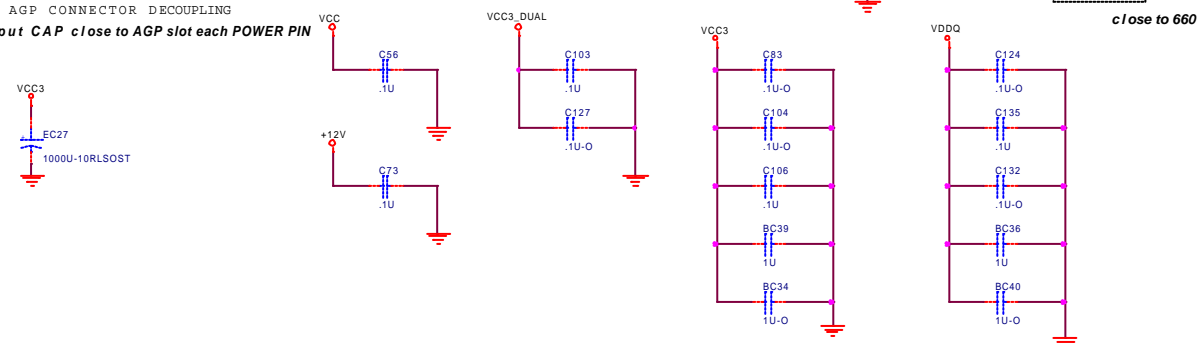 AGP CONNECTOR DECOUPLING
put CAP close to AGP slot each POWER PIN
VCC3
EC27
1000U-10RLSOST
VCC
C56
.1U
+12V
C73
.1U
VCC3_DUAL
C103
.1U
C127
.1U-O
VCC3
C83
.1U-O
C104
.1U-O
C106
.1U
BC39
1U
BC34
1U-O
VDDQ
C124
.1U-O
C135
.1U
C132
.1U-O
BC36
1U
BC40
1U-O
close to 660